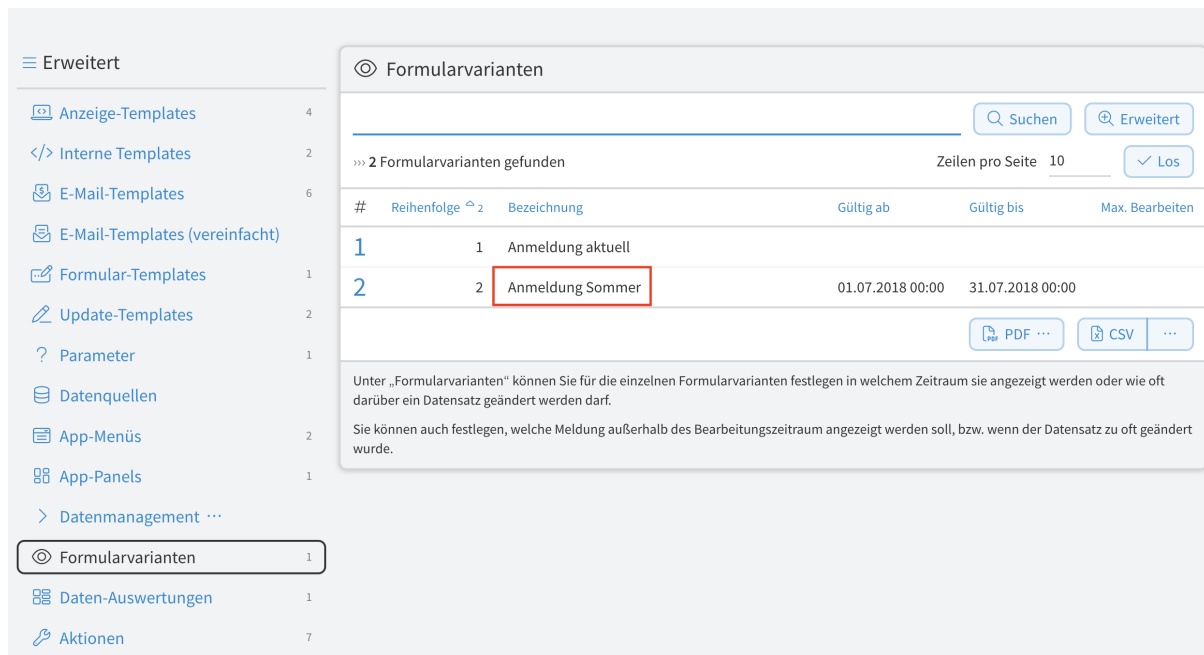 Erweitert
Anzeige-Templates 4
</> Interne Templates 2
E-Mail-Templates 6
E-Mail-Templates (vereinfacht)
Formular-Templates 1
Update-Templates 2
? Parameter 1
Datenquellen
App-Menüs 2
App-Panels 1
Datenmanagement ···
Formularvarianten 1
Daten-Auswertungen 1
Aktionen 7
Formularvarianten
Suchen Erweitert
››› 2 Formularvarianten gefunden Zeilen pro Seite 10 Los
# Reihenfolge 2 Bezeichnung Gültig ab Gültig bis Max. Bearbeiten
1 1 Anmeldung aktuell
2 2 Anmeldung Sommer 01.07.2018 00:00 31.07.2018 00:00
PDF ··· CSV ···
Unter „Formularvarianten“ können Sie für die einzelnen Formularvarianten festlegen in welchem Zeitraum sie angezeigt werden oder wie oft
darüber ein Datensatz geändert werden darf.
Sie können auch festlegen, welche Meldung außerhalb des Bearbeitungszeitraum angezeigt werden soll, bzw. wenn der Datensatz zu oft geändert
wurde.